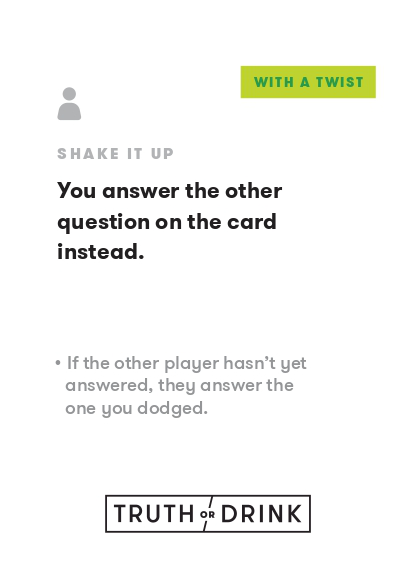 WITH A TWIST
SHAKE IT UP
You answer the other
question on the card
instead.
• If the other player hasn't yet
answered, they answer the
one you dodged.
TRUTH OR DRINK